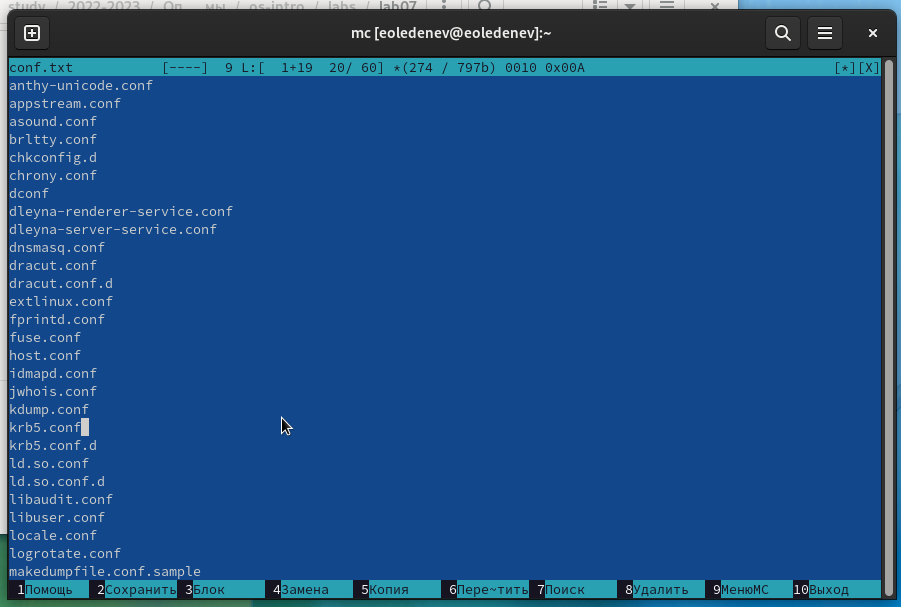 study / 2022-2023 / Оп мы / os-intro / labs / lab07
mc [eoledenev@eoledenev]:~
conf.txt [----] 9 L:[ 1+19 20/ 60] *(274 / 797b) 0010 0x00A [*][X]
anthy-unicode.conf
appstream.conf
asound.conf
brltty.conf
chkconfig.d
chrony.conf
dconf
dleyna-renderer-service.conf
dleyna-server-service.conf
dnsmasq.conf
dracut.conf
dracut.conf.d
extlinux.conf
fprintd.conf
fuse.conf
host.conf
idmapd.conf
jwhois.conf
kdump.conf
krb5.conf
krb5.conf.d
ld.so.conf
ld.so.conf.d
libaudit.conf
libuser.conf
locale.conf
logrotate.conf
makedumpfile.conf.sample
1Помощь 2Сохранить 3Блок 4Замена 5Копия 6Пере~тить 7Поиск 8Удалить 9МенюMC 10Выход